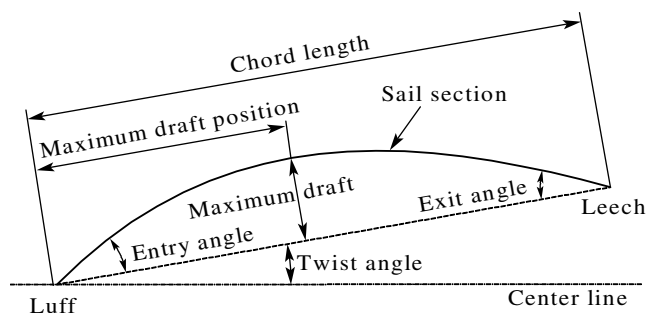 Chord length
Maximum draft position
Sail section
Maximum draft
Exit angle
Leech
Entry angle
Twist angle
Luff
Center line